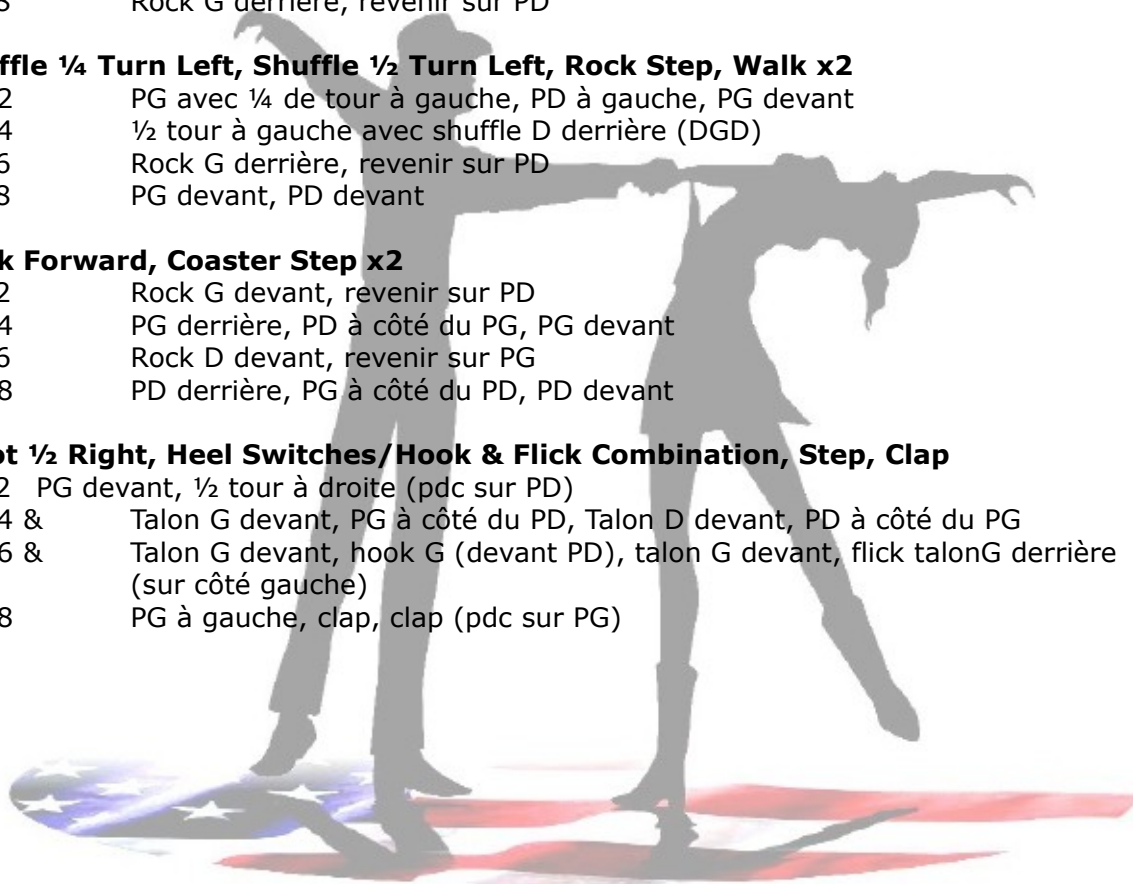 8 Rock G derrière, revenir sur PD
ffle ¼ Turn Left, Shuffle ½ Turn Left, Rock Step, Walk x2
2 PG avec ¼ de tour à gauche, PD à gauche, PG devant
4 ½ tour à gauche avec shuffle D derrière (DGD)
6 Rock G derrière, revenir sur PD
8 PG devant, PD devant
k Forward, Coaster Step x2
2 Rock G devant, revenir sur PD
4 PG derrière, PD à côté du PG, PG devant
6 Rock D devant, revenir sur PG
8 PD derrière, PG à côté du PD, PD devant
ot ½ Right, Heel Switches/Hook & Flick Combination, Step, Clap
2 PG devant, ½ tour à droite (pdc sur PD)
4 & Talon G devant, PG à côté du PD, Talon D devant, PD à côté du PG
6 & Talon G devant, hook G (devant PD), talon G devant, flick talonG derrière
(sur côté gauche)
8 PG à gauche, clap, clap (pdc sur PG)